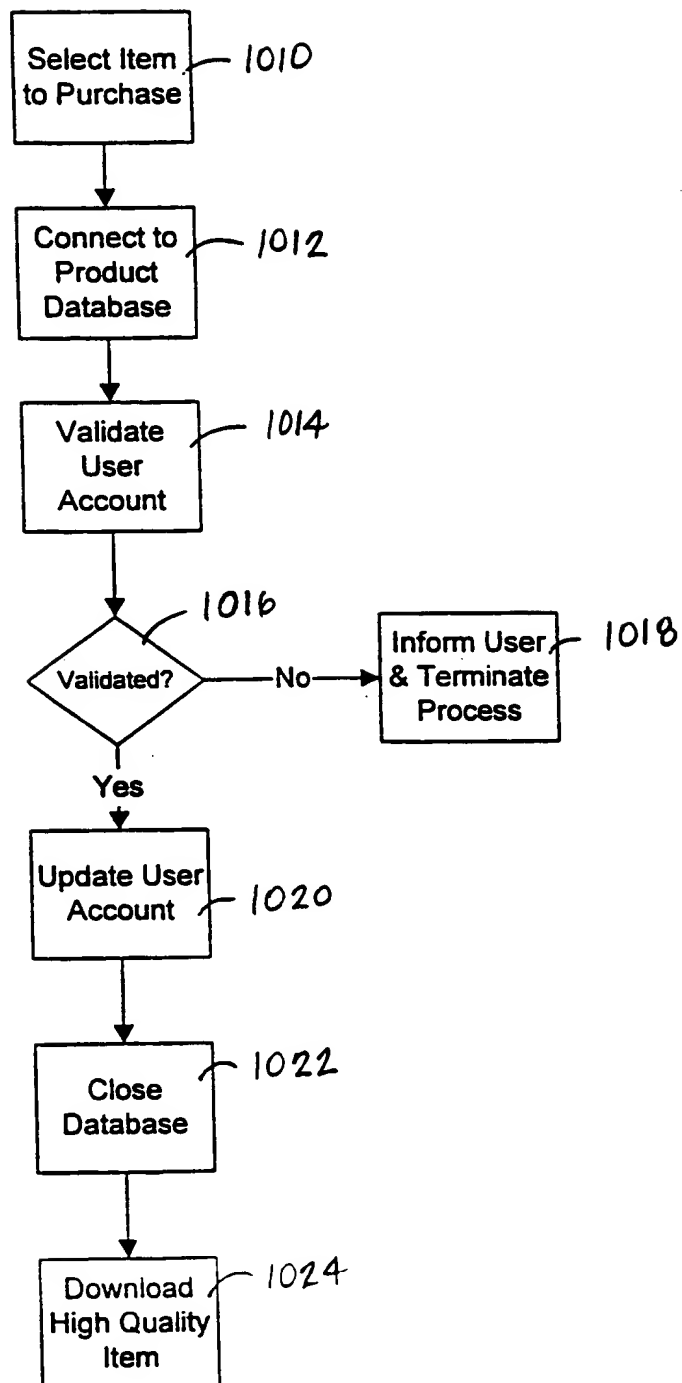 Select Item
to Purchase
1010
Connect to
Product
Database
1012
Validate
User
Account
1014
1016
Validated?
No
Inform User
& Terminate
Process
1018
Yes
Update User
Account
1020
Close
Database
1022
Download
High Quality
Item
1024